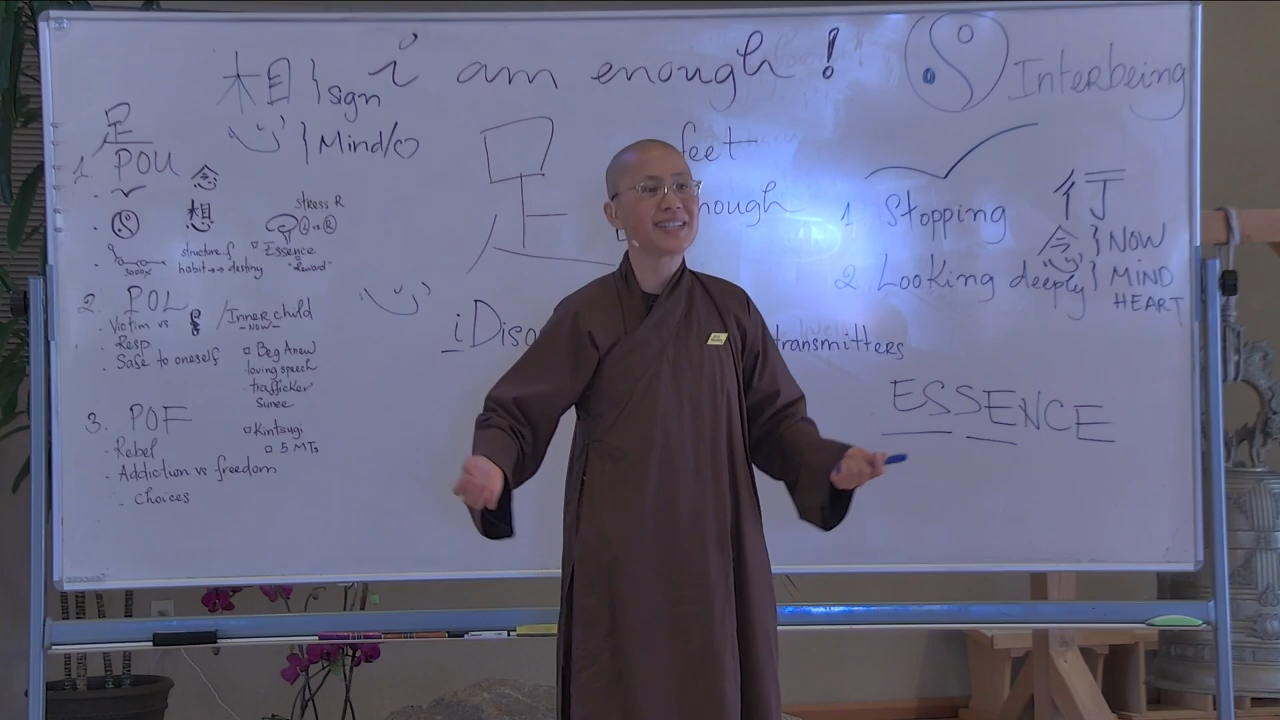 相 } sign
i am enough !
Interbeing
心 } Mind/
足
1. POU
念
想
stress R
structure of
habit →→ destiny
Essence
"Reward"
3000x
2. POL
Victim vs
Resp
Safe to oneself
/ Inner child
NOW
Beg Anew
loving speech
trafficker
3. POF
Rebel
Addiction vs freedom
Choices
Kintsugi
5 MTs
足
feet
心
iDiso
transmitters
1 Stopping
2 Looking deeply
行
念 } NOW
MIND
HEART
ESSENCE